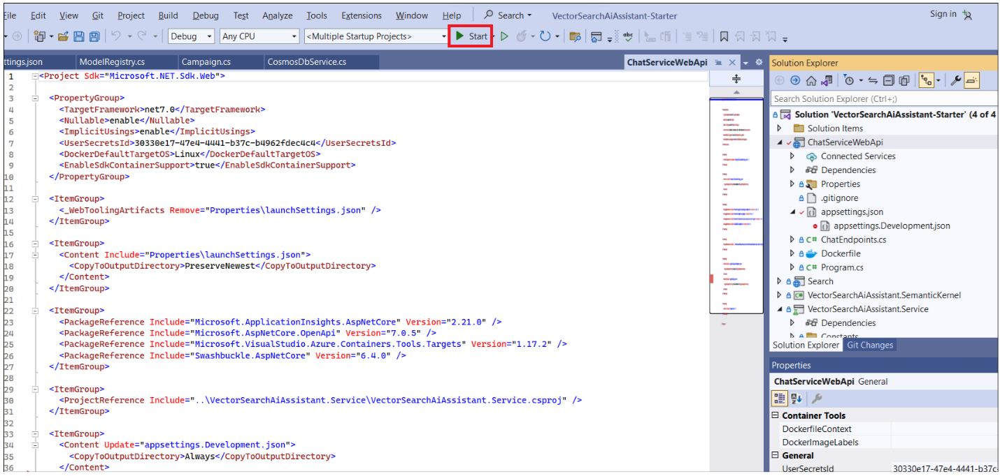 File Edit View Git Project Build Debug Test Analyze Tools Extensions Window Help Search VectorSearchAiAssistant-Starter Sign in
Debug Any CPU <Multiple Startup Projects> Start
ttings.json ModelRegistry.cs Campaign.cs CosmosDbService.cs ChatServiceWebApi
1 <Project Sdk="Microsoft.NET.Sdk.Web">
2
3 <PropertyGroup>
4 <TargetFramework>net7.0</TargetFramework>
5 <Nullable>enable</Nullable>
6 <ImplicitUsings>enable</ImplicitUsings>
7 <UserSecretsId>30330e17-47e4-4441-b37c-b4962fdec4c4</UserSecretsId>
8 <DockerDefaultTargetOS>Linux</DockerDefaultTargetOS>
9 <EnableSdkContainerSupport>true</EnableSdkContainerSupport>
10 </PropertyGroup>
11
12 <ItemGroup>
13 <_WebToolingArtifacts Remove="Properties\launchSettings.json" />
14 </ItemGroup>
15
16 <ItemGroup>
17 <Content Include="Properties\launchSettings.json">
18 <CopyToOutputDirectory>PreserveNewest</CopyToOutputDirectory>
19 </Content>
20 </ItemGroup>
21
22 <ItemGroup>
23 <PackageReference Include="Microsoft.ApplicationInsights.AspNetCore" Version="2.21.0" />
24 <PackageReference Include="Microsoft.AspNetCore.OpenApi" Version="7.0.5" />
25 <PackageReference Include="Microsoft.VisualStudio.Azure.Containers.Tools.Targets" Version="1.17.2" />
26 <PackageReference Include="Swashbuckle.AspNetCore" Version="6.4.0" />
27 </ItemGroup>
28
29 <ItemGroup>
30 <ProjectReference Include="..\VectorSearchAiAssistant.Service\VectorSearchAiAssistant.Service.csproj" />
31 </ItemGroup>
32
33 <ItemGroup>
34 <Content Update="appsettings.Development.json">
35 <CopyToOutputDirectory>Always</CopyToOutputDirectory>
36 </Content>
Solution Explorer
Search Solution Explorer (Ctrl+;)
Solution 'VectorSearchAiAssistant-Starter' (4 of 4
Solution Items
ChatServiceWebApi
Connected Services
Dependencies
Properties
.gitignore
appsettings.json
appsettings.Development.json
C# ChatEndpoints.cs
Dockerfile
C# Program.cs
Search
VectorSearchAiAssistant.SemanticKernel
VectorSearchAiAssistant.Service
Dependencies
Constants
Solution Explorer Git Changes
Properties
ChatServiceWebApi General
Container Tools
DockerfileContext
DockerImageLabels
General
UserSecretsId 30330e17-47e4-4441-b37c-